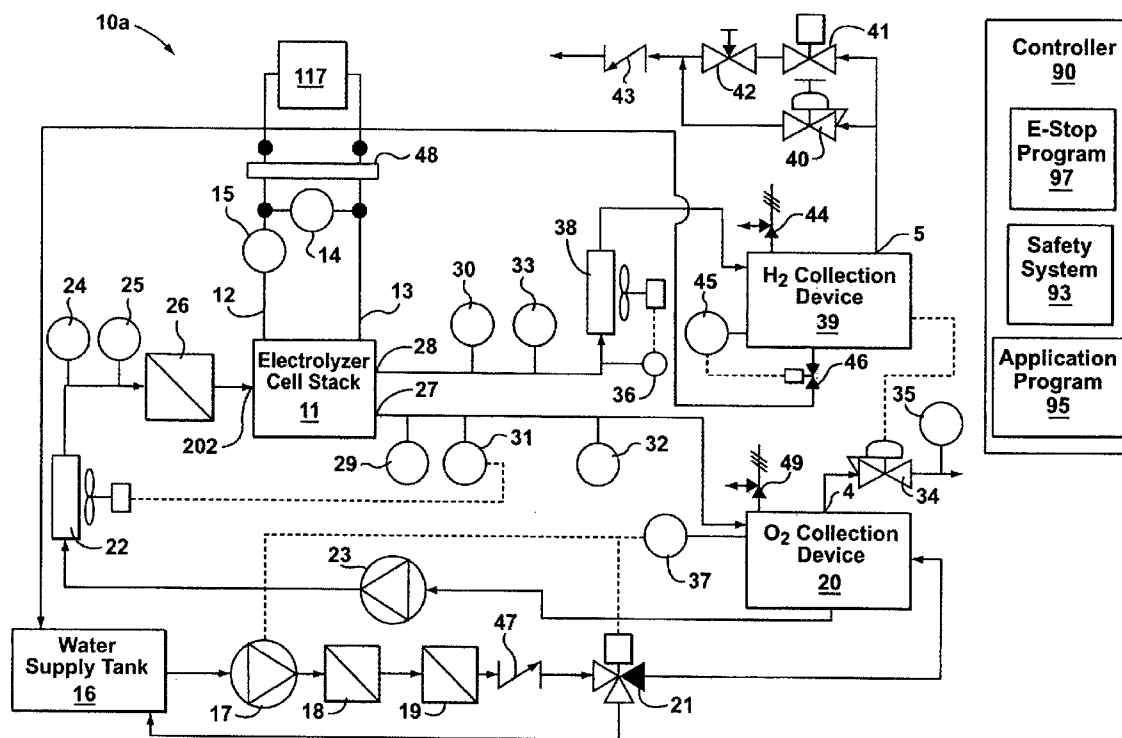 10a
117
48
15
14
12
13
24
25
26
Electrolyzer
Cell Stack
11
202
28
27
30
33
29
31
32
38
36
43
42
41
40
44
5
H2 Collection
Device
39
45
46
35
34
49
4
O2 Collection
Device
20
37
22
23
Water
Supply Tank
16
17
18
19
47
21
Controller
90
E-Stop
Program
97
Safety
System
93
Application
Program
95